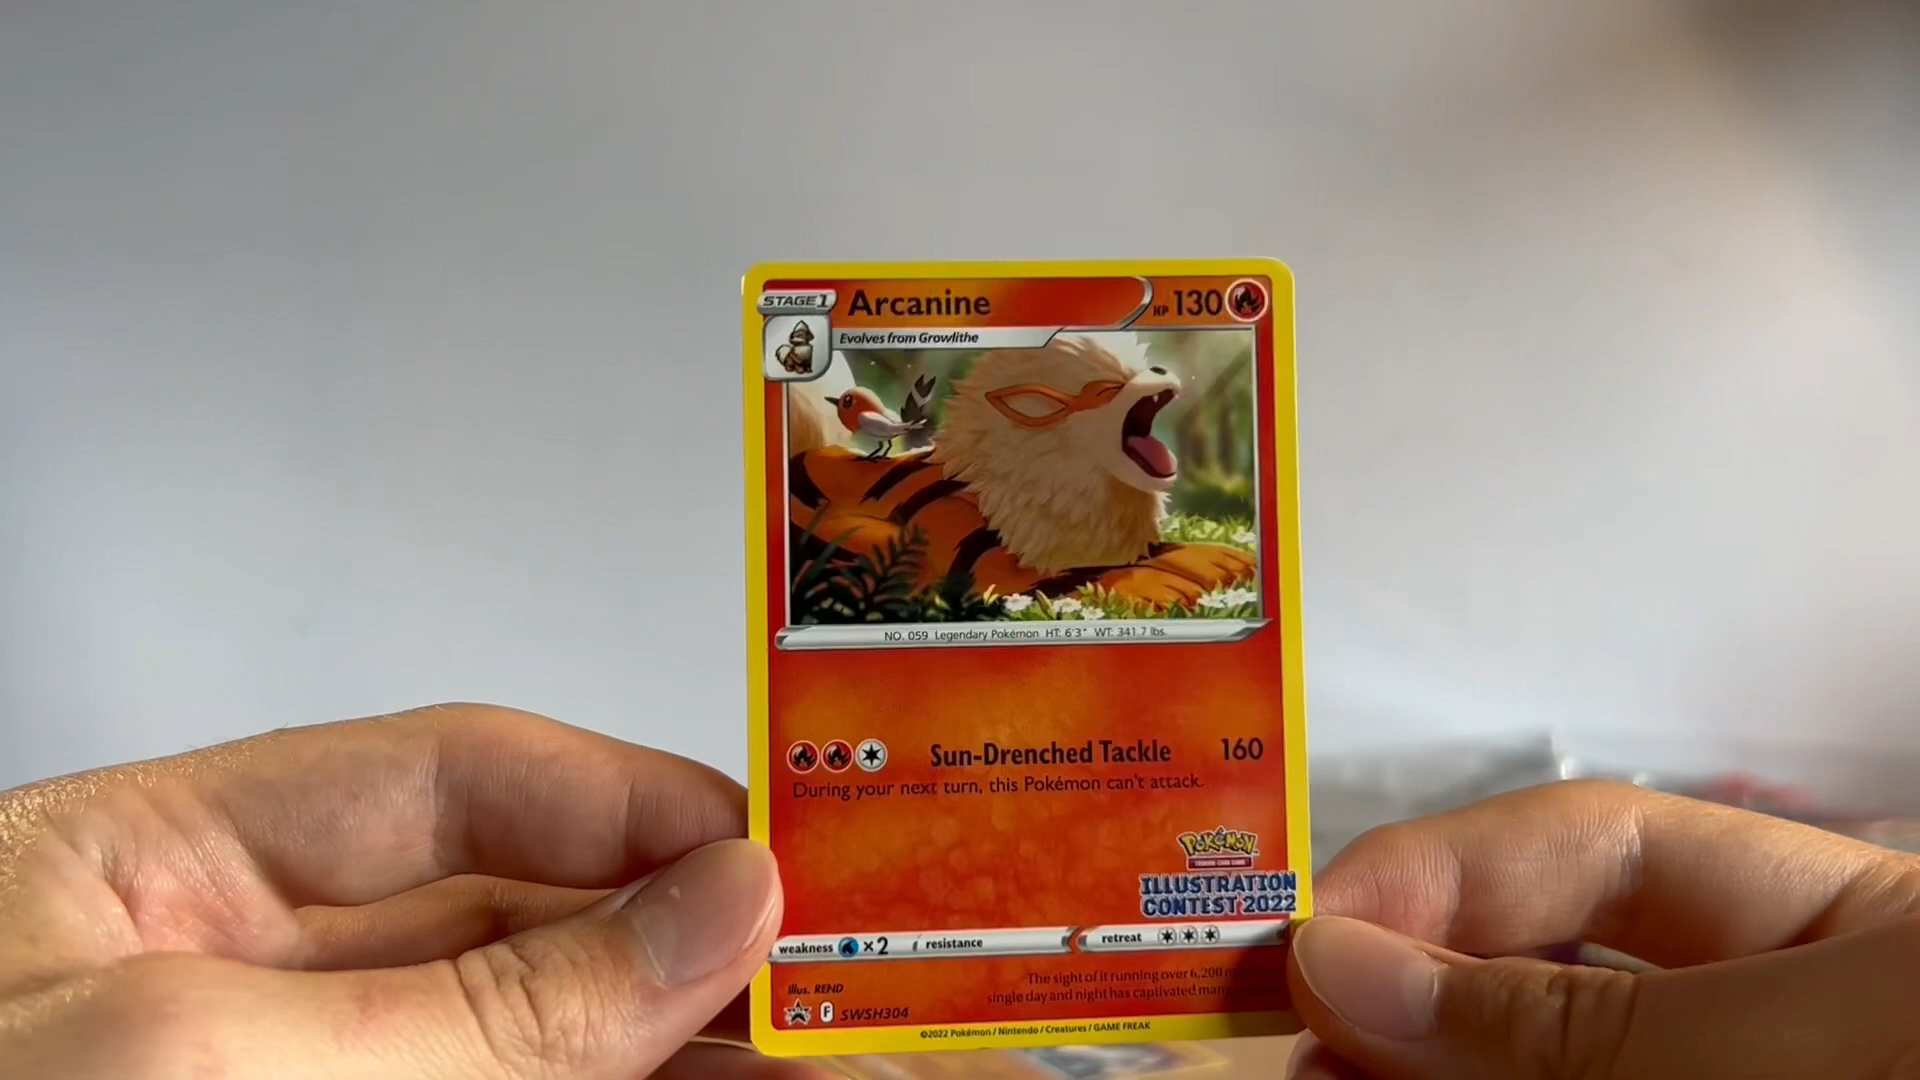 STAGE 1
Arcanine
HP 130
Evolves from Growlithe
NO. 059 Legendary Pokémon HT: 6'3" WT: 341.7 lbs.
Sun-Drenched Tackle 160
During your next turn, this Pokémon can't attack.
POKéMON
TRADING CARD GAME
ILLUSTRATION
CONTEST 2022
weakness ×2 resistance retreat
Illus. REND
The sight of it running over 6,200
single day and night has captivated
F SWSH304
©2022 Pokémon / Nintendo / Creatures / GAME FREAK